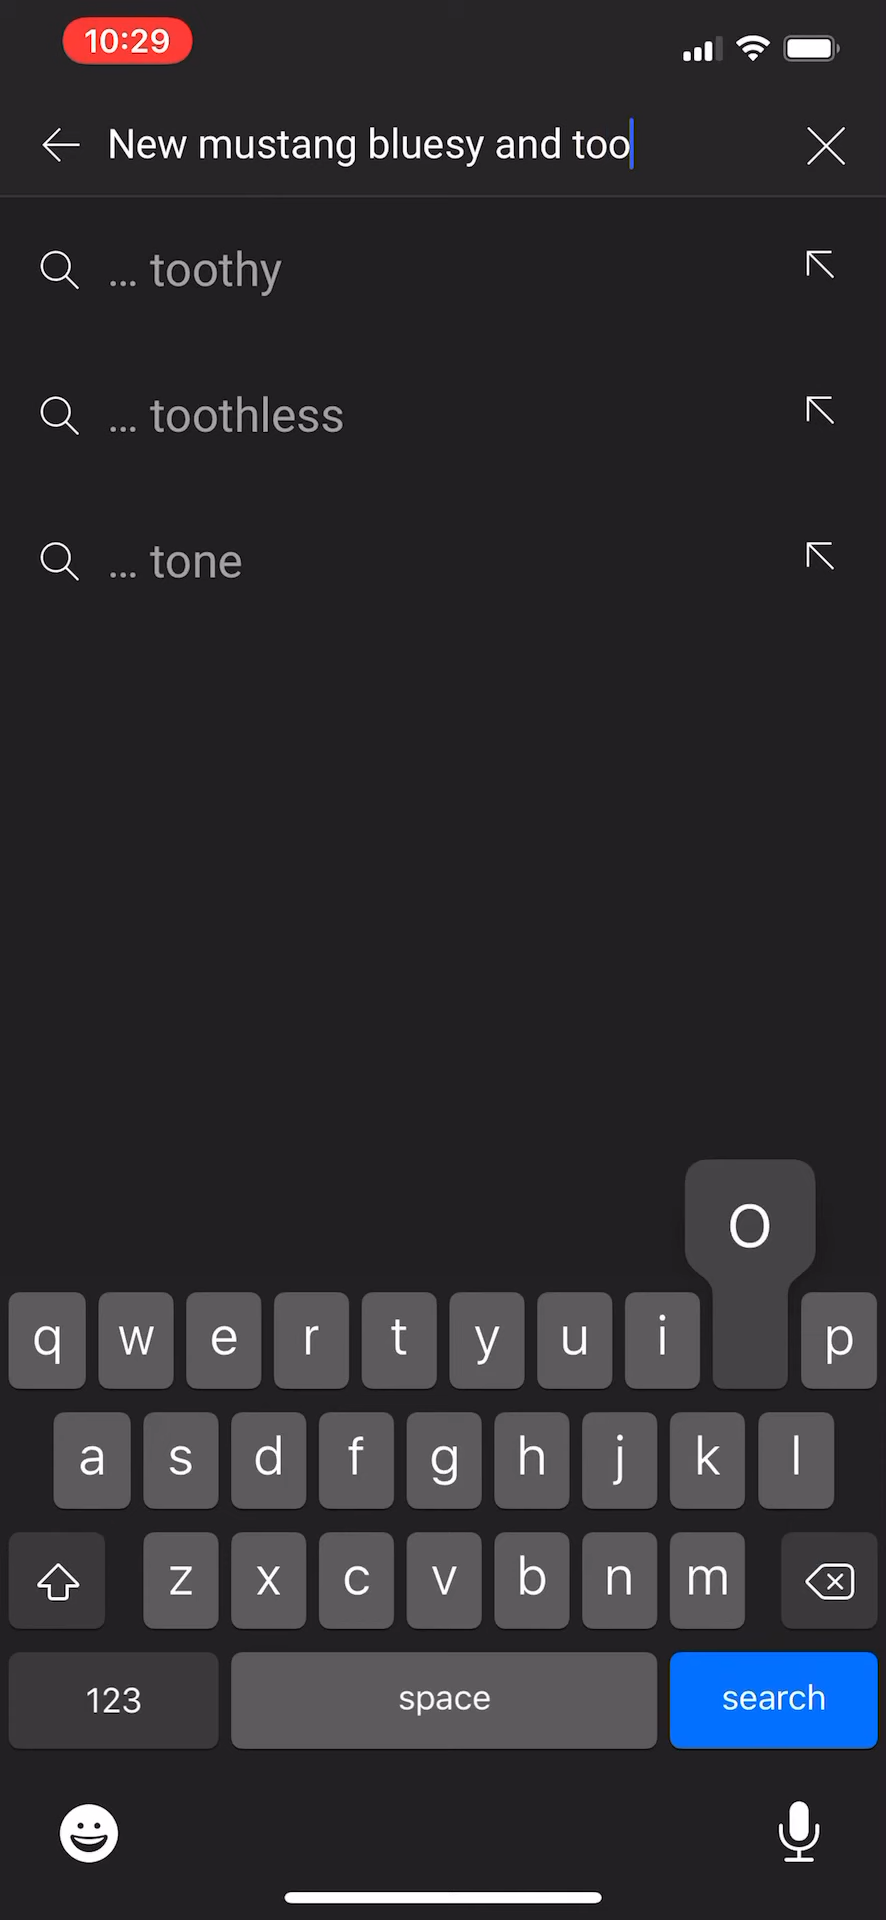 10:29
New mustang bluesy and too
... toothy
... toothless
... tone
O
q w e r t y u i p
a s d f g h j k l
z x c v b n m
123 space search